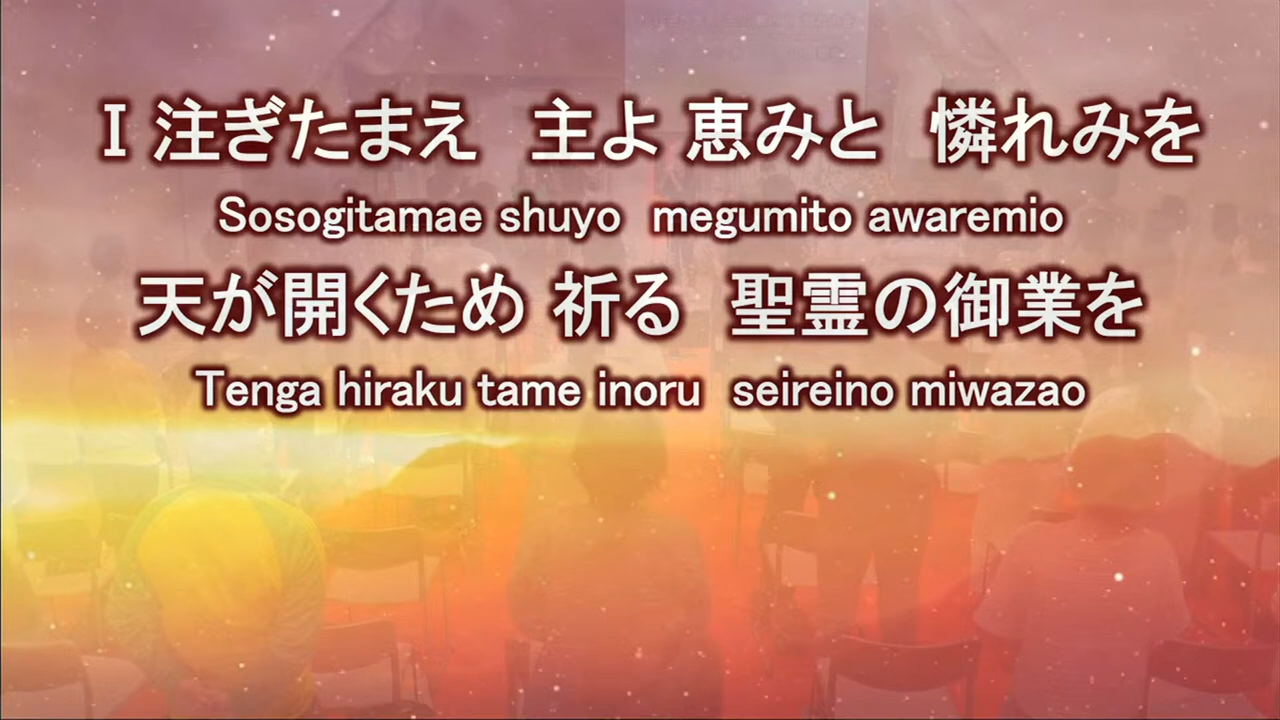 I 注ぎたまえ 主よ 恵みと 憐れみを
Sosogitamae shuyo megumito awaremio
天が開くため 祈る 聖霊の御業を
Tenga hiraku tame inoru seireino miwazao